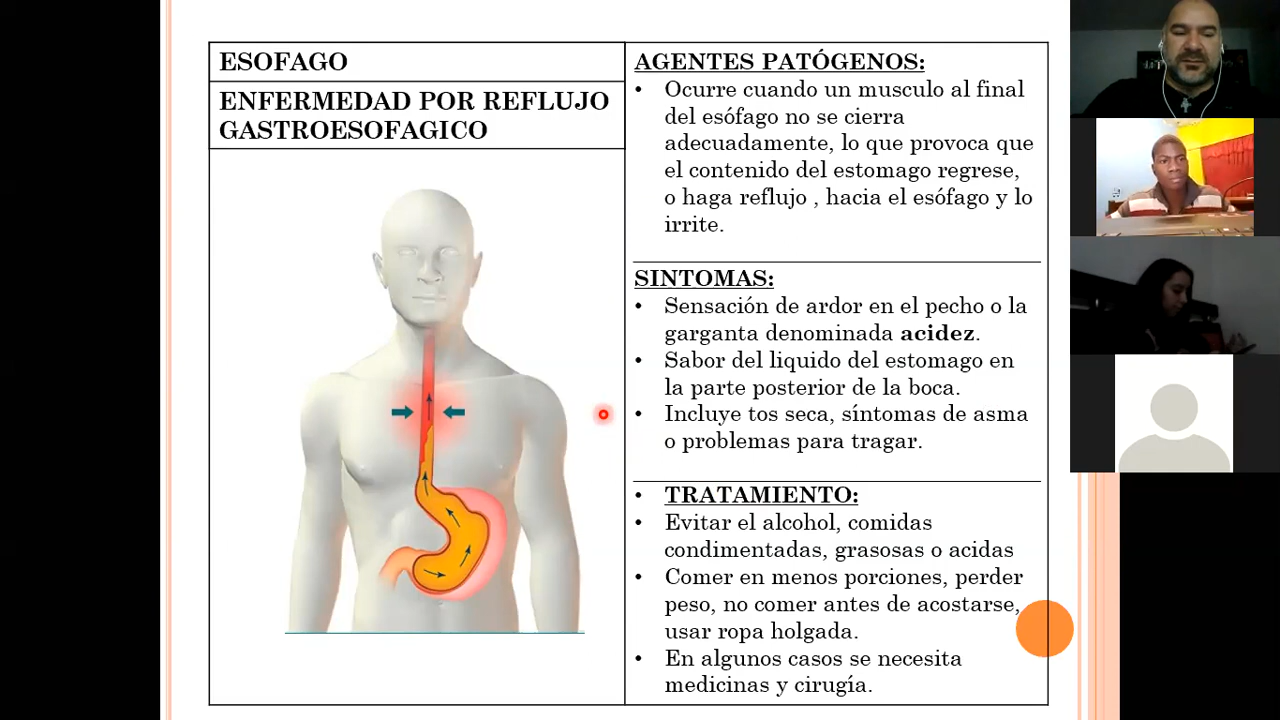 ESOFAGO
ENFERMEDAD POR REFLUJO
GASTROESOFAGICO
AGENTES PATÓGENOS:
• Ocurre cuando un musculo al final
del esófago no se cierra
adecuadamente, lo que provoca que
el contenido del estomago regrese,
o haga reflujo , hacia el esófago y lo
irrite.
SINTOMAS:
• Sensación de ardor en el pecho o la
garganta denominada acidez.
• Sabor del liquido del estomago en
la parte posterior de la boca.
• Incluye tos seca, síntomas de asma
o problemas para tragar.
• TRATAMIENTO:
• Evitar el alcohol, comidas
condimentadas, grasosas o acidas
• Comer en menos porciones, perder
peso, no comer antes de acostarse,
usar ropa holgada.
• En algunos casos se necesita
medicinas y cirugía.